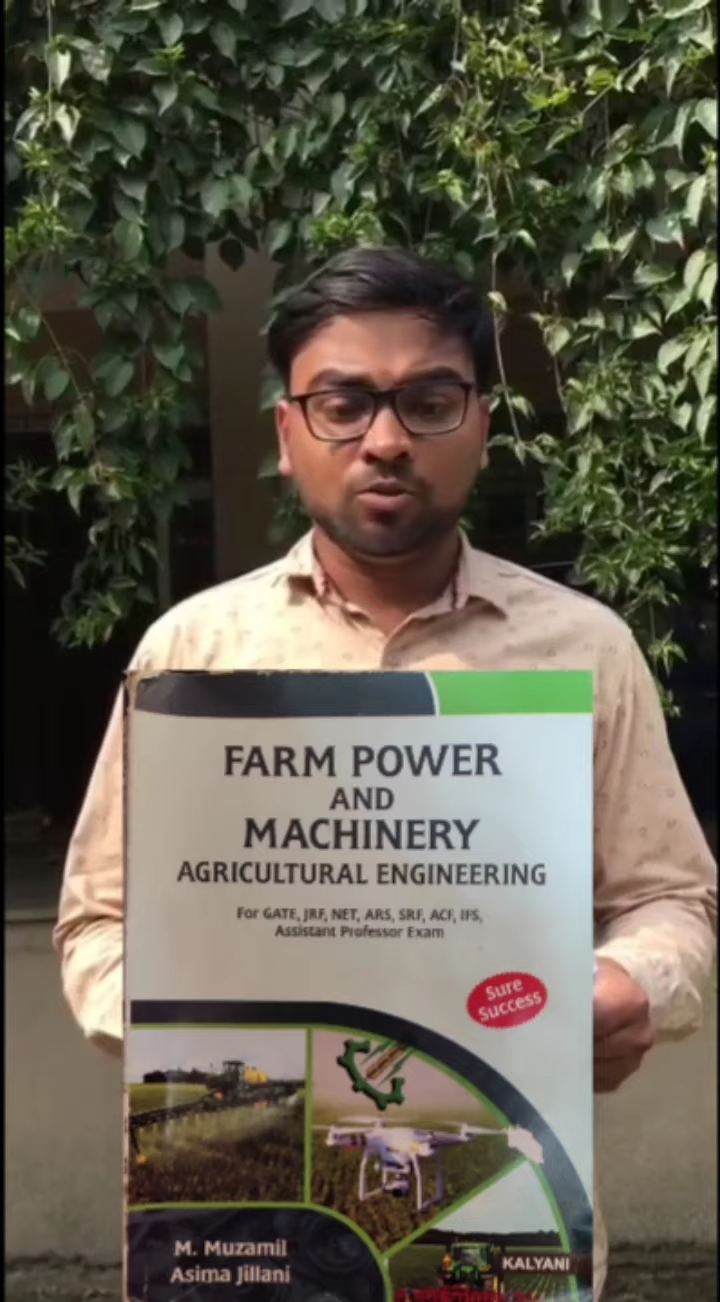 FARM POWER
AND
MACHINERY
AGRICULTURAL ENGINEERING
For GATE, JRF, NET, ARS, SRF, ACF, IFS,
Assistant Professor Exam
Sure
Success
M. Muzamil
Asima Jillani
KALYANI